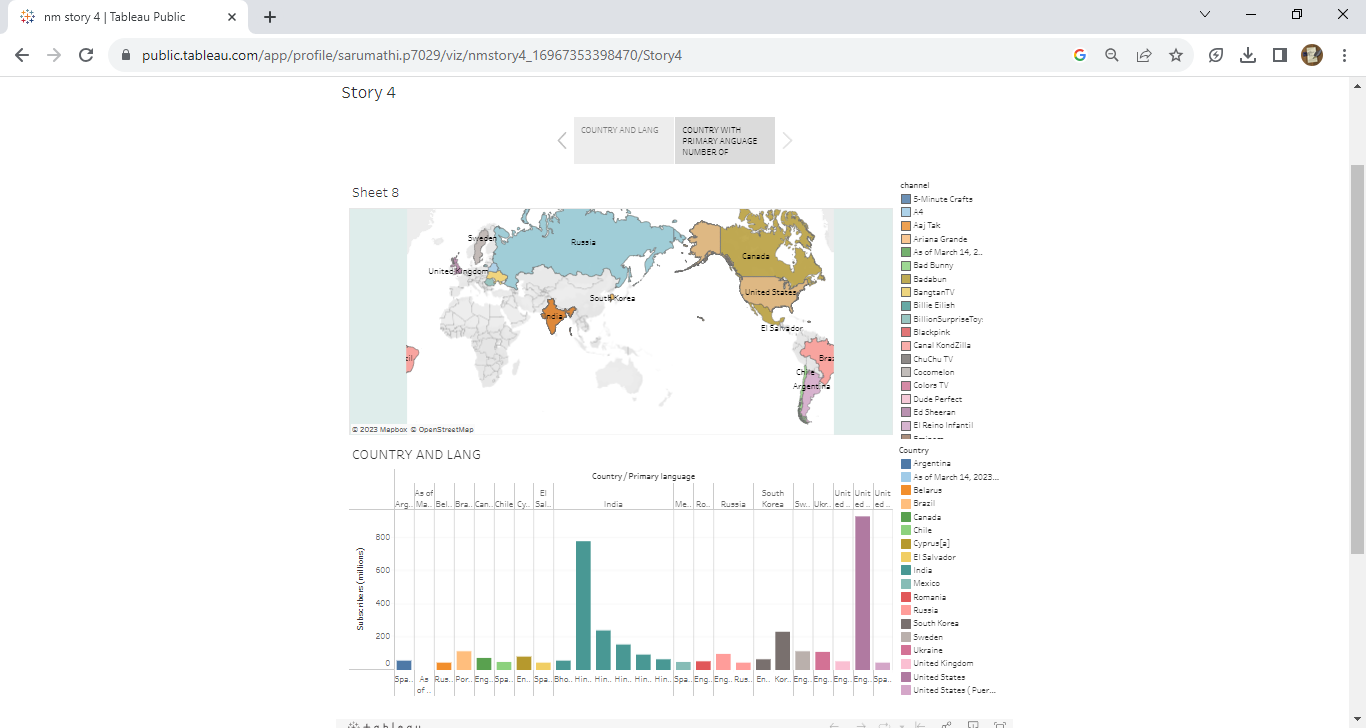 nm story 4 | Tableau Public
public.tableau.com/app/profile/sarumathi.p7029/viz/nmstory4_16967353398470/Story4
Story 4
COUNTRY AND LANG
COUNTRY WITH
PRIMARY ANGUAGE
NUMBER OF
Sheet 8
Sweden
Russia
United Kingdom
Canada
South Korea
United States
India
El Salvador
zil
Braz
Chile
Argentina
© 2023 Mapbox © OpenStreetMap
channel
5-Minute Crafts
A4
Aaj Tak
Ariana Grande
As of March 14, 2..
Bad Bunny
Badabun
BangtanTV
Billie Eilish
BillionSurpriseToy:
Blackpink
Canal KondZilla
ChuChu TV
Cocomelon
Colors TV
Dude Perfect
Ed Sheeran
El Reino Infantil
Eminem
COUNTRY AND LANG
Country / Primary language
Arg.. As of Ma.. Bel.. Bra.. Can.. Chile Cy.. El Sal.. India Me.. Ro.. Russia South Korea Sw.. Ukr.. Unit ed .. Unit ed .. Unit ed ..
Subscribers (millions)
800
600
400
200
0
Spa.. As of .. Rus.. Por.. Eng.. Spa.. En.. Spa.. Bho.. Hin.. Hin.. Hin.. Hin.. Hin.. Spa.. Eng.. Eng.. Rus.. En.. Kor.. Eng.. Eng.. Eng.. Eng.. Spa..
Country
Argentina
As of March 14, 2023...
Belarus
Brazil
Canada
Chile
Cyprus[a]
El Salvador
India
Mexico
Romania
Russia
South Korea
Sweden
Ukraine
United Kingdom
United States
United States ( Puer...
tableau